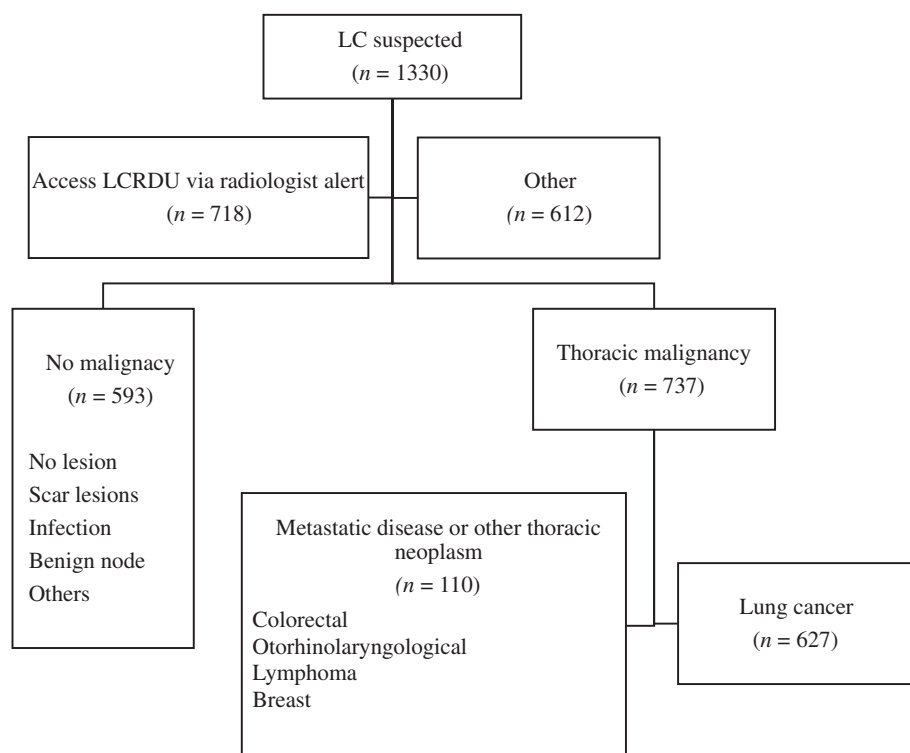 LC suspected
(n = 1330)
Access LCRDU via radiologist alert
(n = 718)
Other
(n = 612)
No malignacy
(n = 593)
No lesion
Scar lesions
Infection
Benign node
Others
Thoracic malignancy
(n = 737)
Metastatic disease or other thoracic
neoplasm
(n = 110)
Colorectal
Otorhinolaryngological
Lymphoma
Breast
Lung cancer
(n = 627)